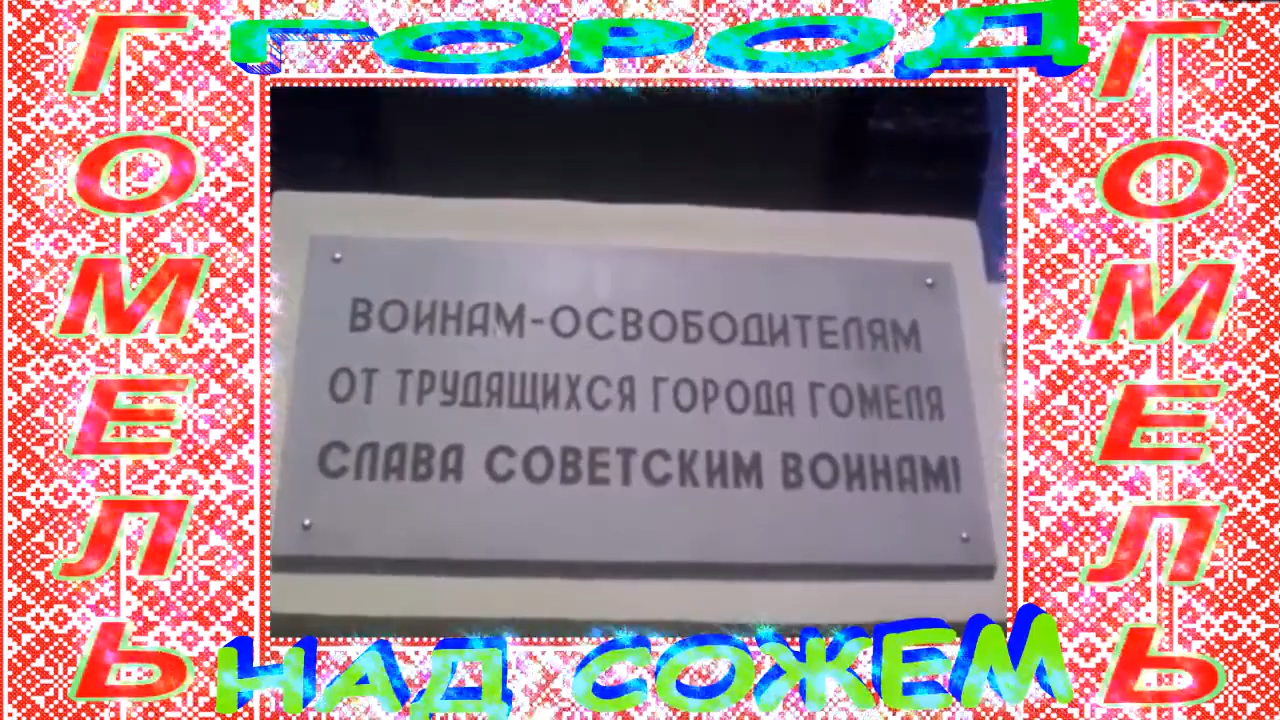 ГОРОД
ГОМЕЛЬ
ГОМЕЛЬ
ВОИНАМ-ОСВОБОДИТЕЛЯМ
ОТ ТРУДЯЩИХСЯ ГОРОДА ГОМЕЛЯ
СЛАВА СОВЕТСКИМ ВОИНАМ!
НАД СОЖЕМ